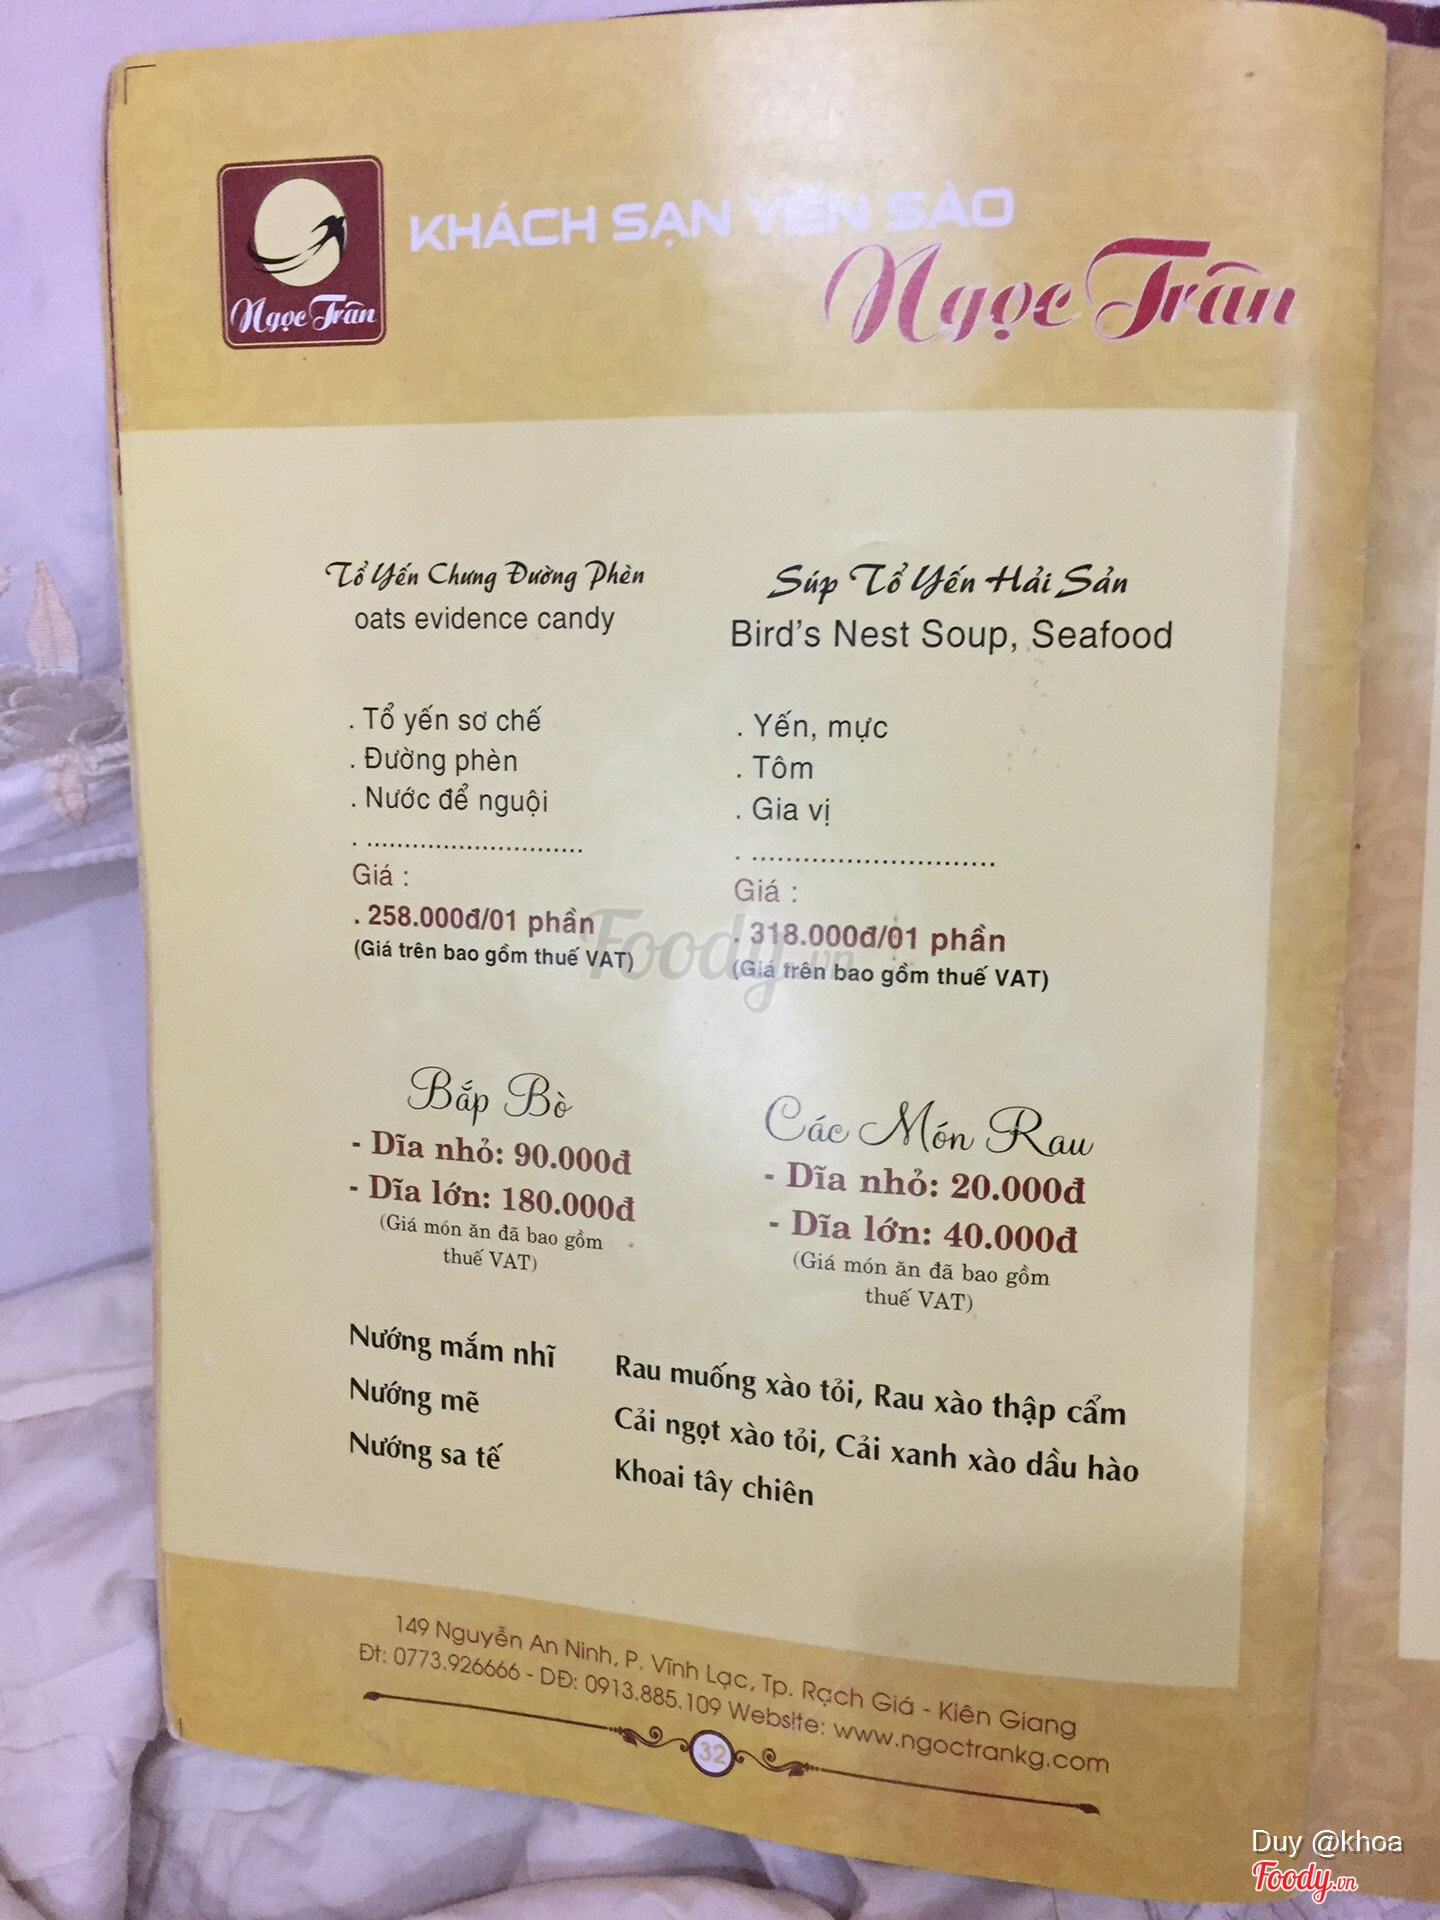 Ngọc Trân
KHÁCH SẠN YẾN SÀO
Ngọc Trân
Tổ Yến Chưng Đường Phèn
oats evidence candy
. Tổ yến sơ chế
. Đường phèn
. Nước để nguội
. ............................
Giá :
. 258.000đ/01 phần
(Giá trên bao gồm thuế VAT)
Súp Tổ Yến Hải Sản
Bird's Nest Soup, Seafood
. Yến, mực
. Tôm
. Gia vị
. ............................
Giá :
. 318.000đ/01 phần
(Giá trên bao gồm thuế VAT)
Foody.vn
Bắp Bò
- Dĩa nhỏ: 90.000đ
- Dĩa lớn: 180.000đ
(Giá món ăn đã bao gồm
thuế VAT)
Các Món Rau
- Dĩa nhỏ: 20.000đ
- Dĩa lớn: 40.000đ
(Giá món ăn đã bao gồm
thuế VAT)
Nướng mắm nhĩ
Nướng mẽ
Nướng sa tế
Rau muống xào tỏi, Rau xào thập cẩm
Cải ngọt xào tỏi, Cải xanh xào dầu hào
Khoai tây chiên
149 Nguyễn An Ninh, P. Vĩnh Lạc, Tp. Rạch Giá - Kiên Giang
Đt: 0773.926666 - DĐ: 0913.885.109 Website: www.ngoctrankg.com
32
Duy @khoa
Foody.vn